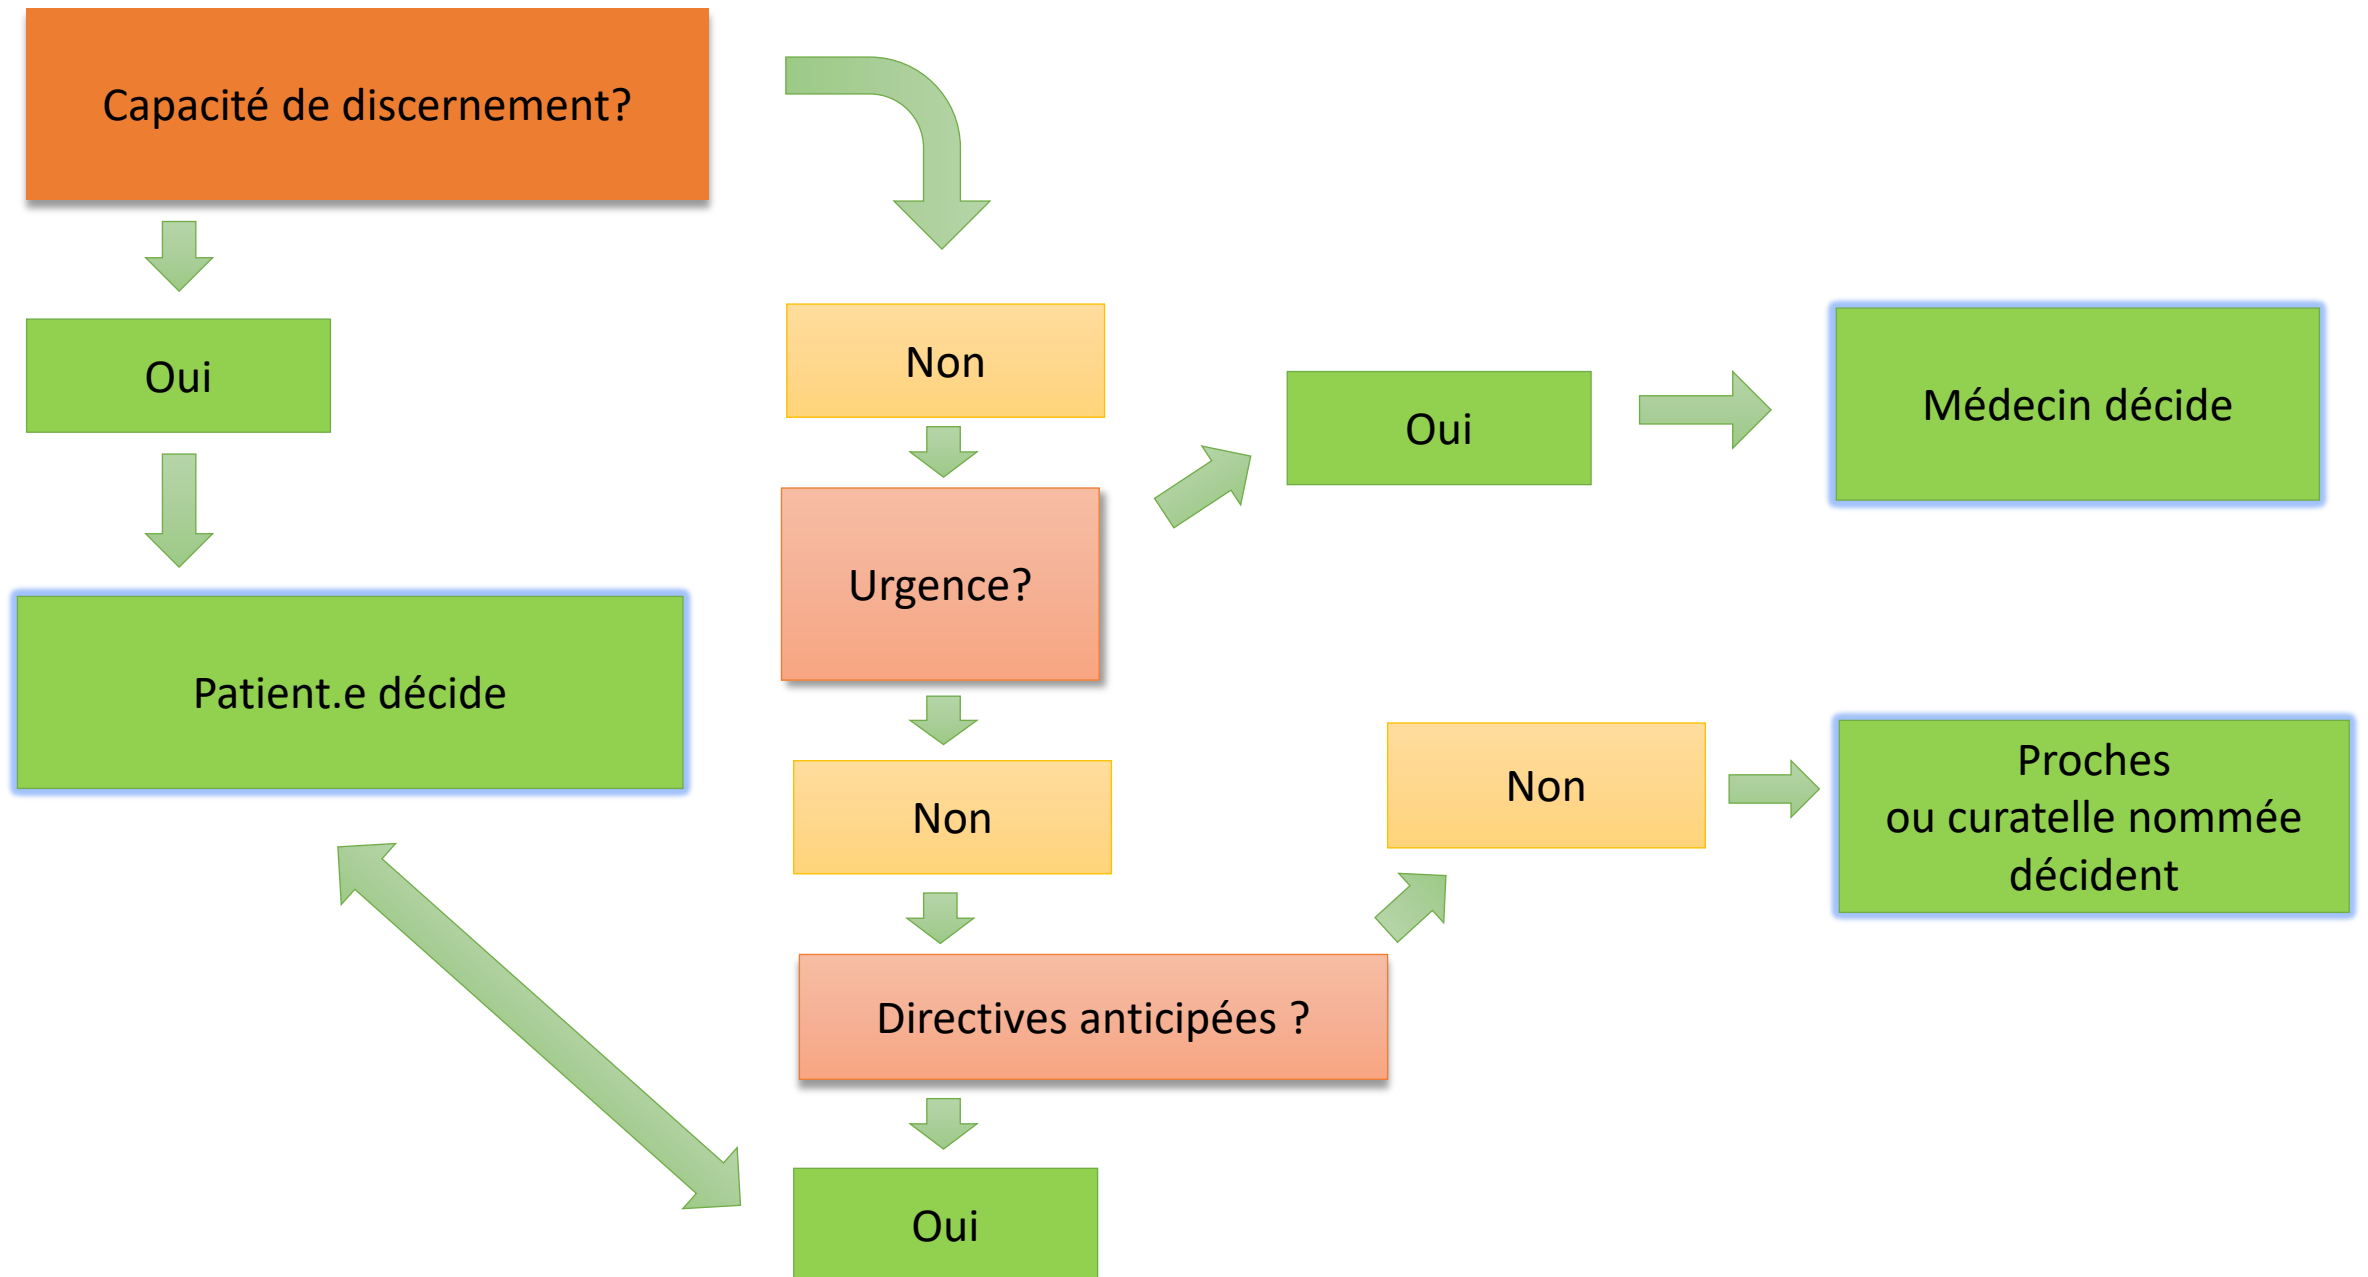 Capacité de discernement?
Oui
Patient.e décide
Non
Urgence?
Oui
Médecin décide
Non
Directives anticipées ?
Non
Proches
ou curatelle nommée
décident
Oui